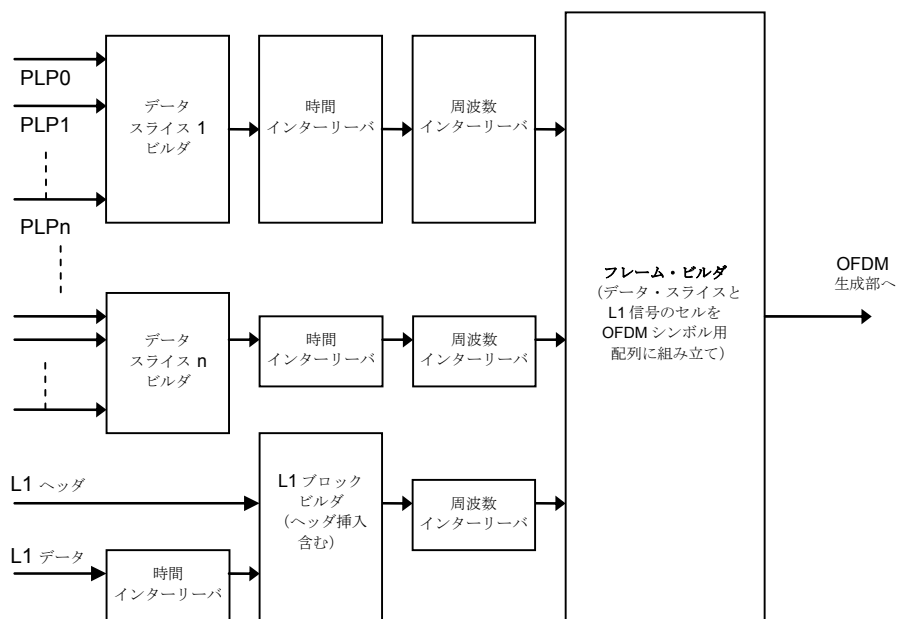 PLP0
PLP1
PLPn
データ
スライス 1
ビルダ
時間
インターリーバ
周波数
インターリーバ
データ
スライス n
ビルダ
時間
インターリーバ
周波数
インターリーバ
L1 ヘッダ
L1 データ
時間
インターリーバ
L1 ブロック
ビルダ
（ヘッダ挿入
含む）
周波数
インターリーバ
フレーム・ビルダ
（データ・スライスと
L1 信号のセルを
OFDM シンボル用
配列に組み立て）
OFDM
生成部へ